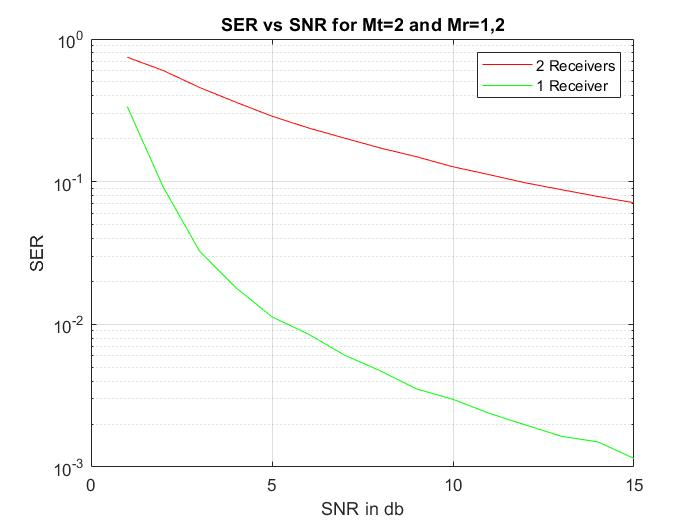 SER vs SNR for Mt=2 and Mr=1,2
2 Receivers
1 Receiver
10^0
10^-1
10^-2
10^-3
SER
0
5
10
15
SNR in db